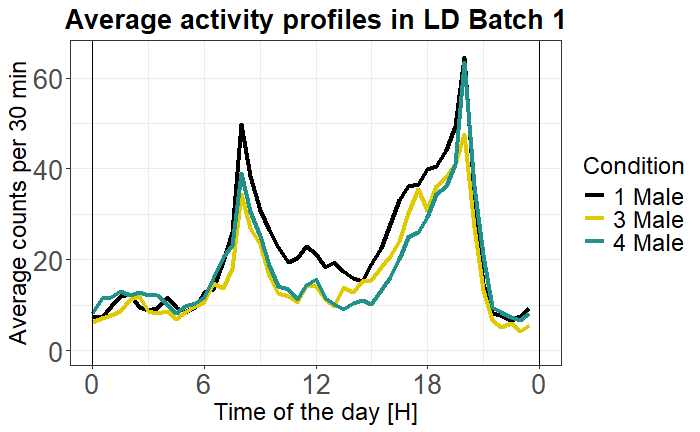 Average activity profiles in LD Batch 1
Average counts per 30 min
60
40
20
0
0 6 12 18 0
Time of the day [H]
Condition
1 Male
3 Male
4 Male